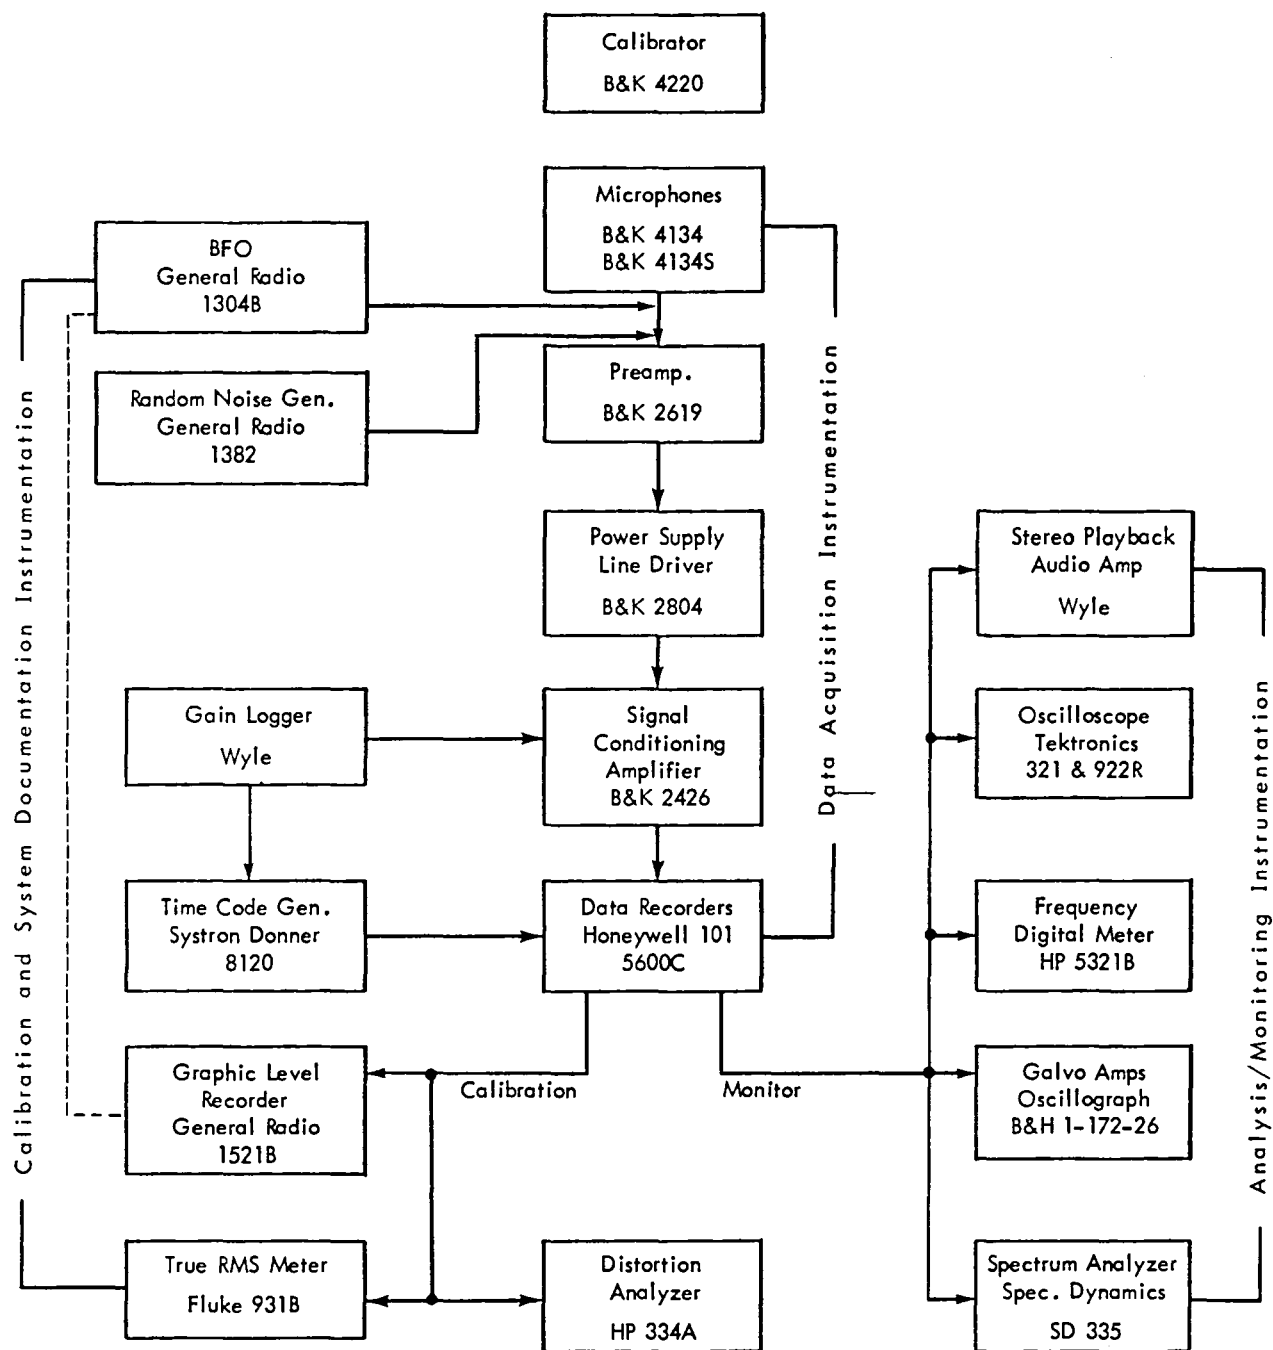 Calibrator
B&K 4220
Microphones
B&K 4134
B&K 4134S
BFO
General Radio
1304B
Random Noise Gen.
General Radio
1382
Preamp.
B&K 2619
Power Supply
Line Driver
B&K 2804
Gain Logger
Wyle
Signal
Conditioning
Amplifier
B&K 2426
Time Code Gen.
Systron Donner
8120
Data Recorders
Honeywell 101
5600C
Graphic Level
Recorder
General Radio
1521B
Calibration
Monitor
True RMS Meter
Fluke 931B
Distortion
Analyzer
HP 334A
Stereo Playback
Audio Amp
Wyle
Oscilloscope
Tektronics
321 & 922R
Frequency
Digital Meter
HP 5321B
Galvo Amps
Oscillograph
B&H 1-172-26
Spectrum Analyzer
Spec. Dynamics
SD 335
Calibration and System Documentation Instrumentation
Data Acquisition Instrumentation
Analysis/Monitoring Instrumentation